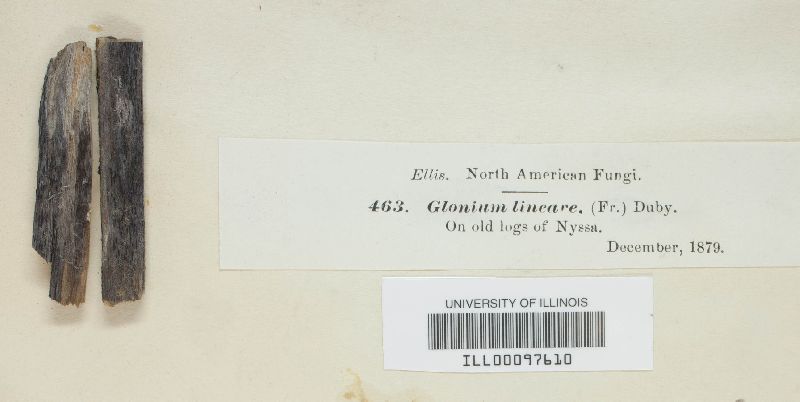 Ellis. North American Fungi.
463. Glonium lineare, (Fr.) Duby.
On old logs of Nyssa.
December, 1879.
UNIVERSITY OF ILLINOIS
ILL00097610